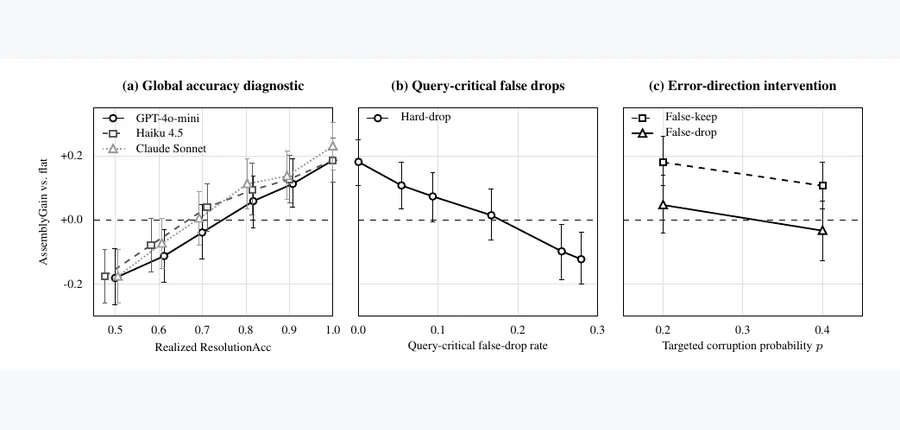 (a) Global accuracy diagnostic
(b) Query-critical false drops
(c) Error-direction intervention
GPT-4o-mini
Haiku 4.5
Claude Sonnet
Hard-drop
False-keep
False-drop
AssemblyGain vs. flat
+0.2
+0.0
-0.2
0.5 0.6 0.7 0.8 0.9 1.0
Realized ResolutionAcc
0.0 0.1 0.2 0.3
Query-critical false-drop rate
0.2 0.3 0.4
Targeted corruption probability p